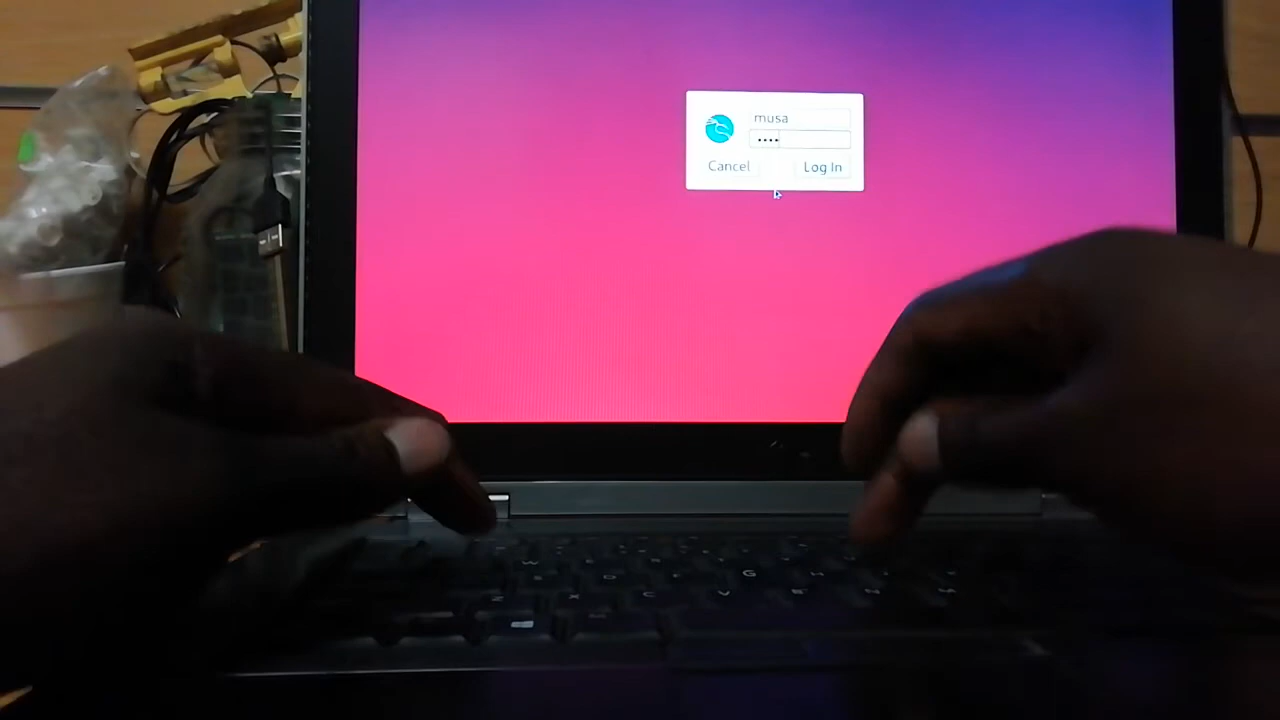 musa
••••
Cancel
Log In
W E R
S D F G H
Z X C V B N M